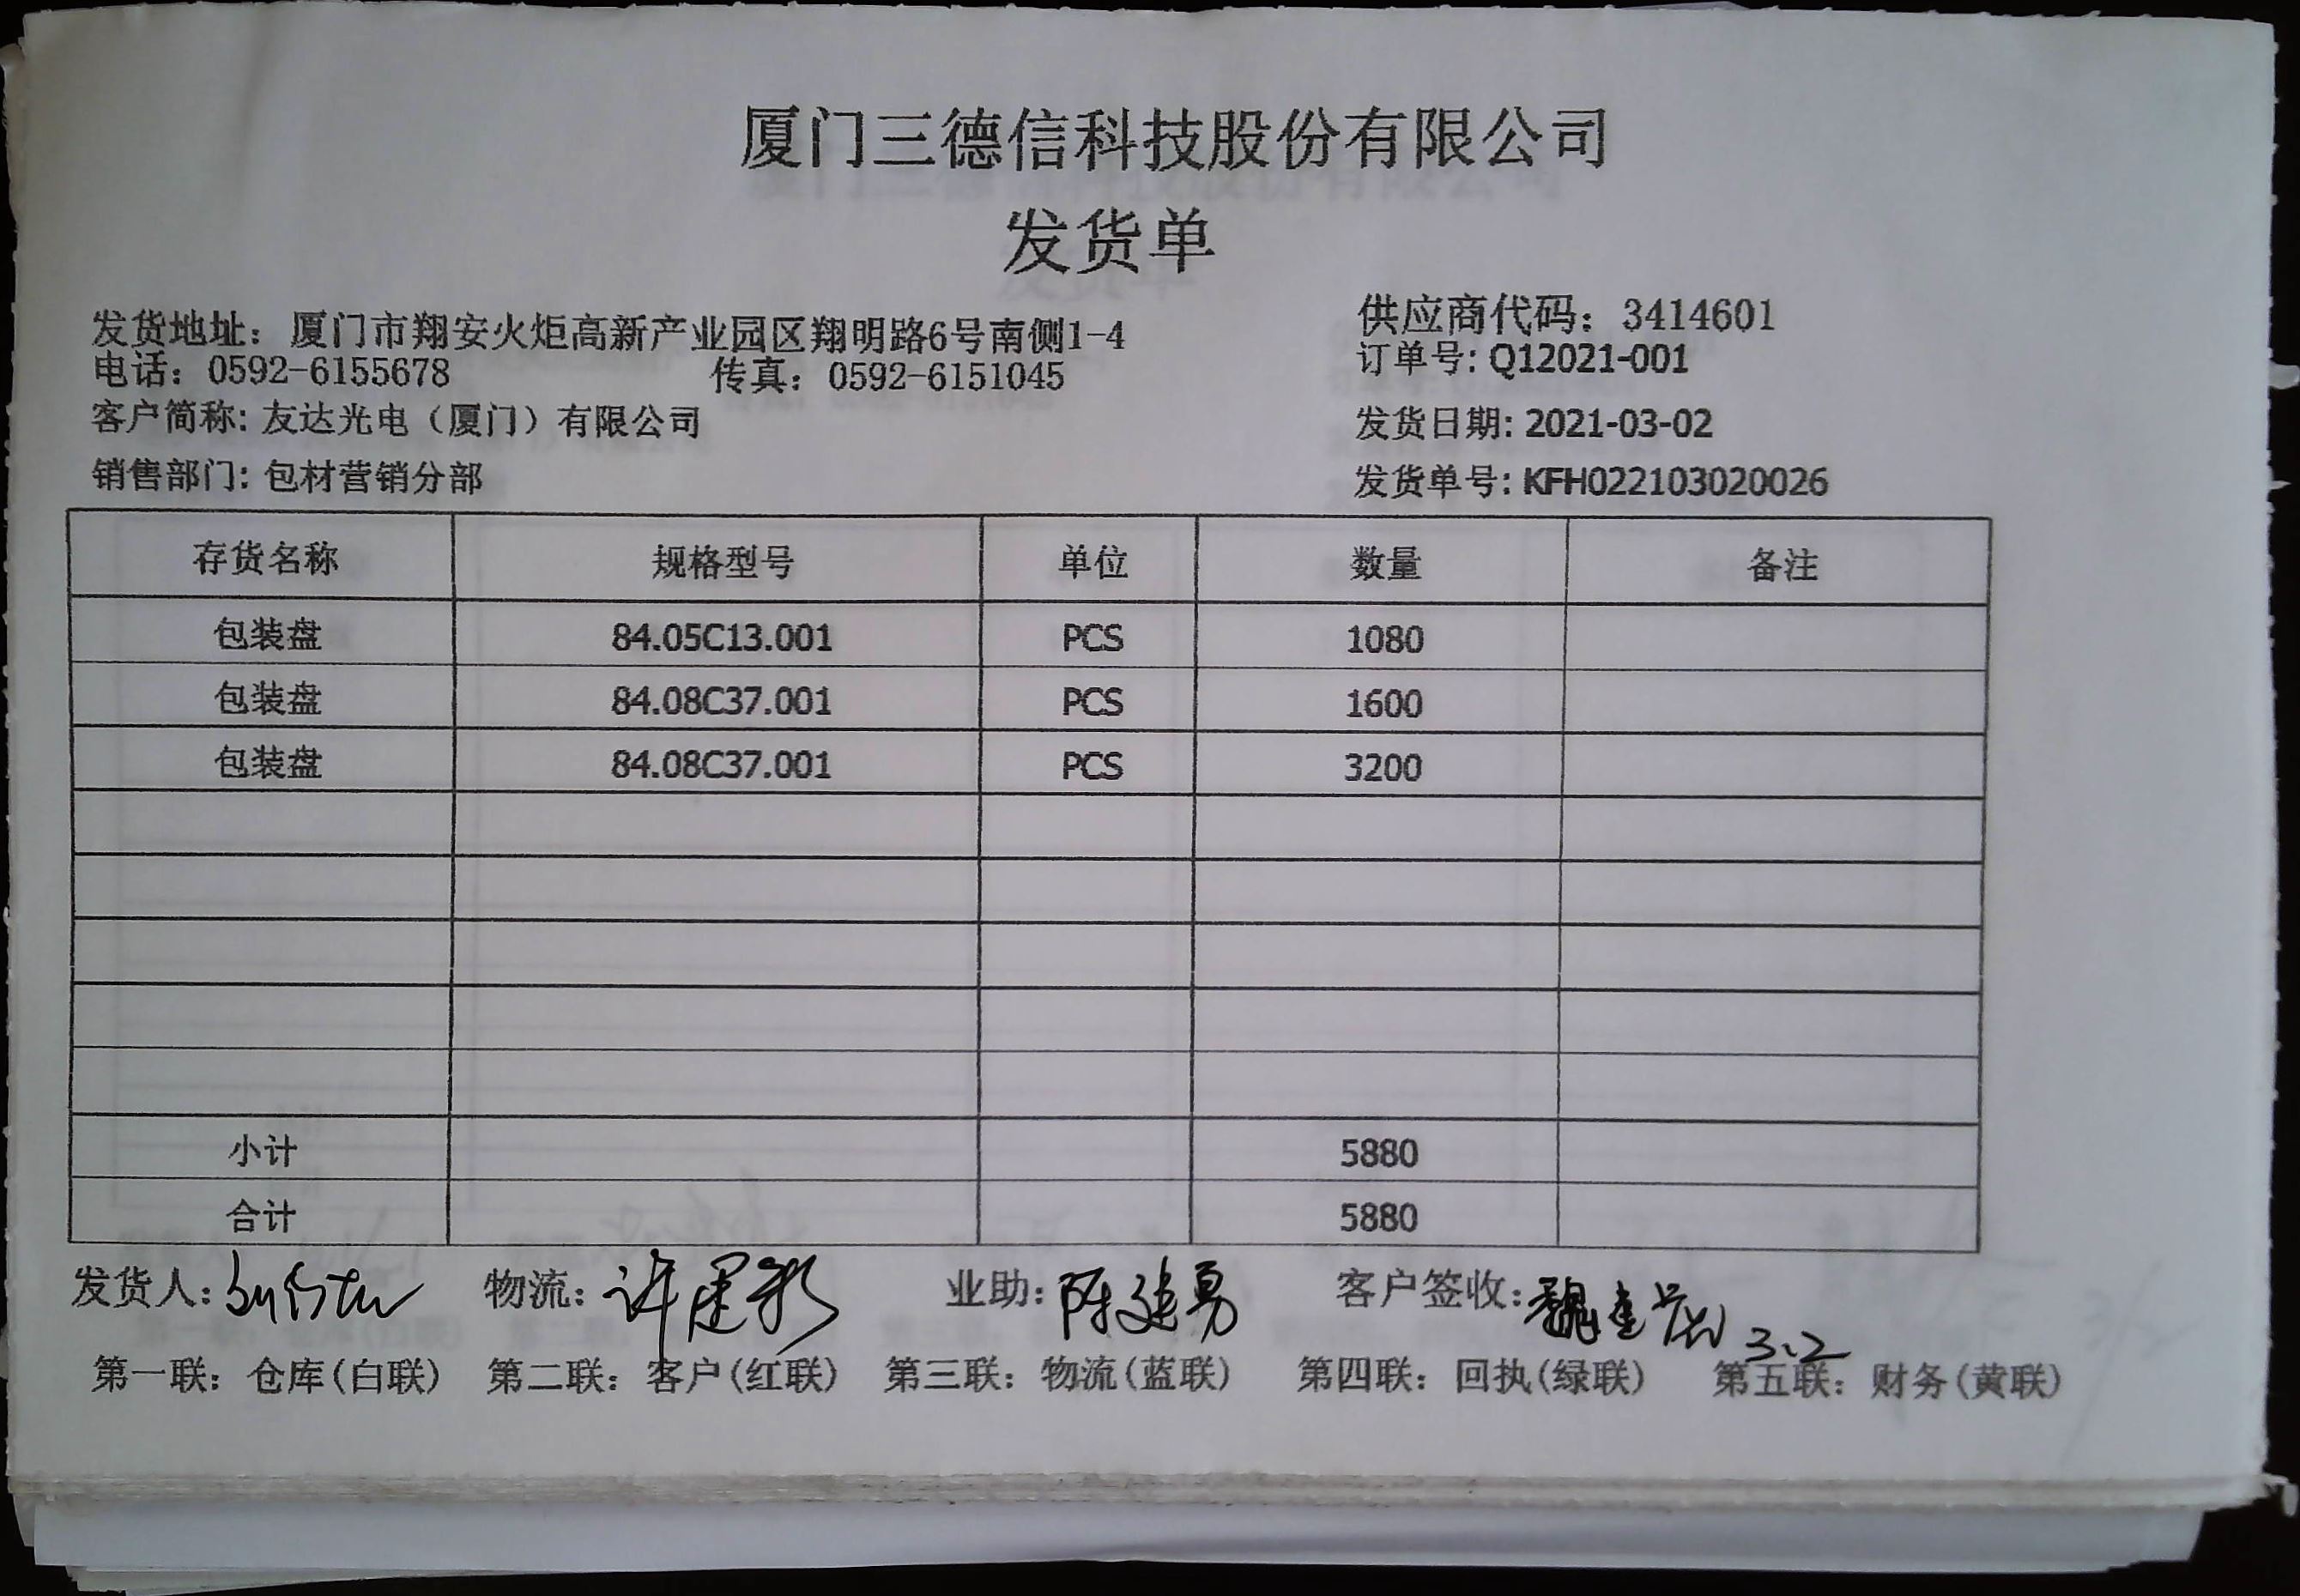 厦门三德信科技股份有限公司
发货单
发货地址：厦门市翔安火炬高新产业园区翔明路6号南侧1-4 供应商代码：3414601
电话：0592-6155678 传真：0592-6151045 订单号: Q12021-001
客户简称: 友达光电（厦门）有限公司 发货日期: 2021-03-02
销售部门: 包材营销分部 发货单号: KFH022103020026
存货名称 规格型号 单位 数量 备注
包装盘 84.05C13.001 PCS 1080
包装盘 84.08C37.001 PCS 1600
包装盘 84.08C37.001 PCS 3200
小计 5880
合计 5880
发货人: 物流: 许建彩 业助: 陈建勇 客户签收: 3.2
第一联：仓库(白联) 第二联：客户(红联) 第三联：物流(蓝联) 第四联：回执(绿联) 第五联：财务(黄联)